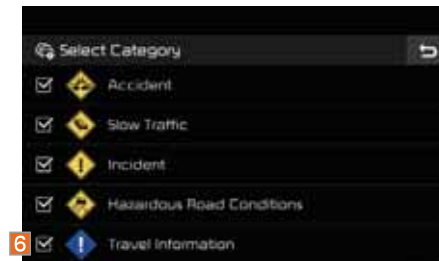 Select Category
Accident
Slow Traffic
Incident
Hazardous Road Conditions
6 Travel Information